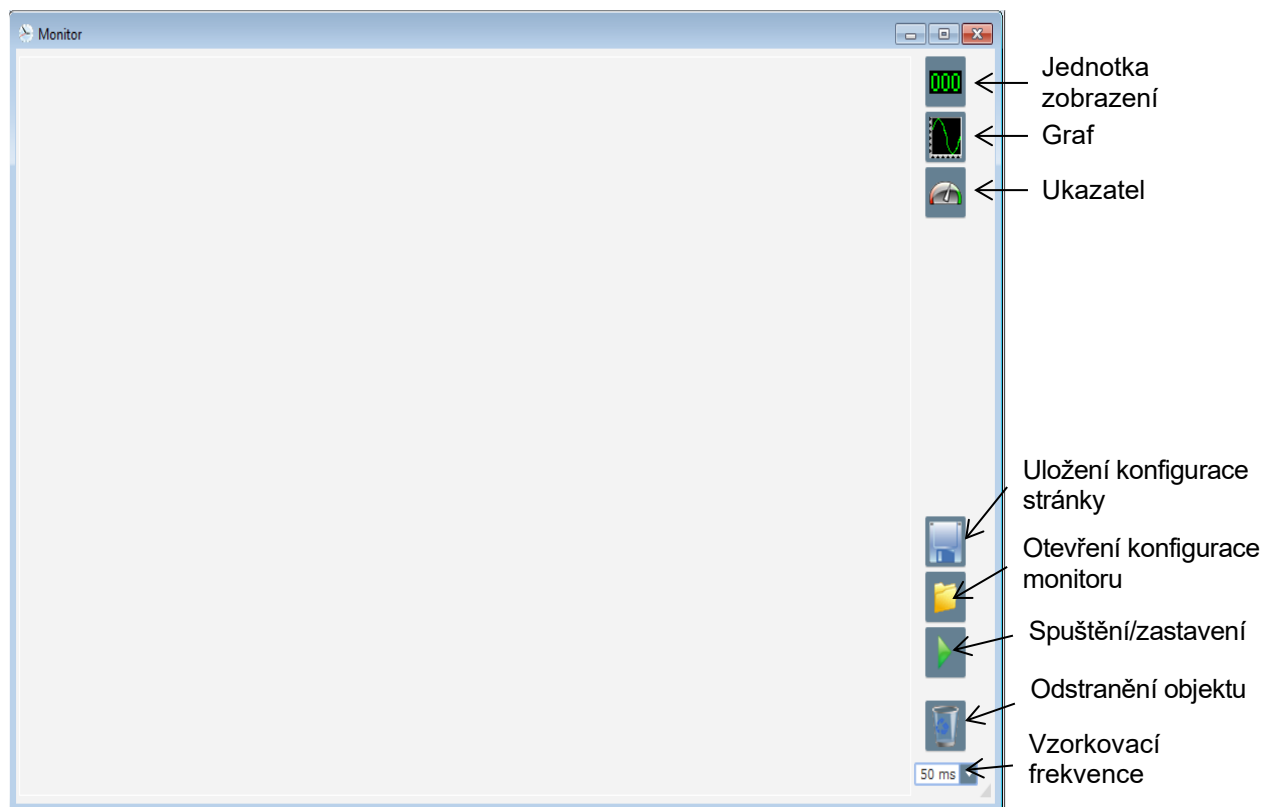 Monitor
000
Jednotka
zobrazení
Graf
Ukazatel
Uložení konfigurace
stránky
Otevření konfigurace
monitoru
Spuštění/zastavení
Odstranění objektu
Vzorkovací
frekvence
50 ms